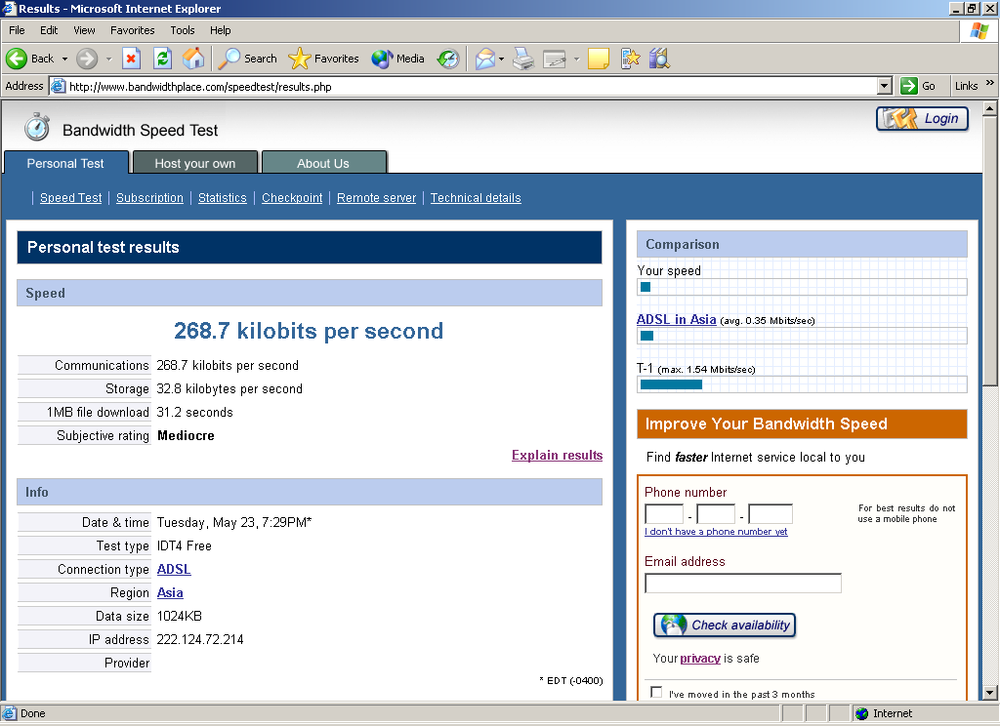 Results - Microsoft Internet Explorer
File Edit View Favorites Tools Help
Back Search Favorites Media
Address http://www.bandwidthplace.com/speedtest/results.php Go Links »
Bandwidth Speed Test
Login
Personal Test Host your own About Us
Speed Test Subscription Statistics Checkpoint Remote server Technical details
Personal test results
Speed
268.7 kilobits per second
Communications 268.7 kilobits per second
Storage 32.8 kilobytes per second
1MB file download 31.2 seconds
Subjective rating Mediocre
Explain results
Info
Date & time Tuesday, May 23, 7:29PM*
Test type IDT4 Free
Connection type ADSL
Region Asia
Data size 1024KB
IP address 222.124.72.214
Provider
* EDT (-0400)
Comparison
Your speed
ADSL in Asia (avg. 0.35 Mbits/sec)
T-1 (max. 1.54 Mbits/sec)
Improve Your Bandwidth Speed
Find faster Internet service local to you
Phone number
- -
For best results do not
use a mobile phone
I don't have a phone number yet
Email address
Check availability
Your privacy is safe
I've moved in the past 3 months
Done Internet